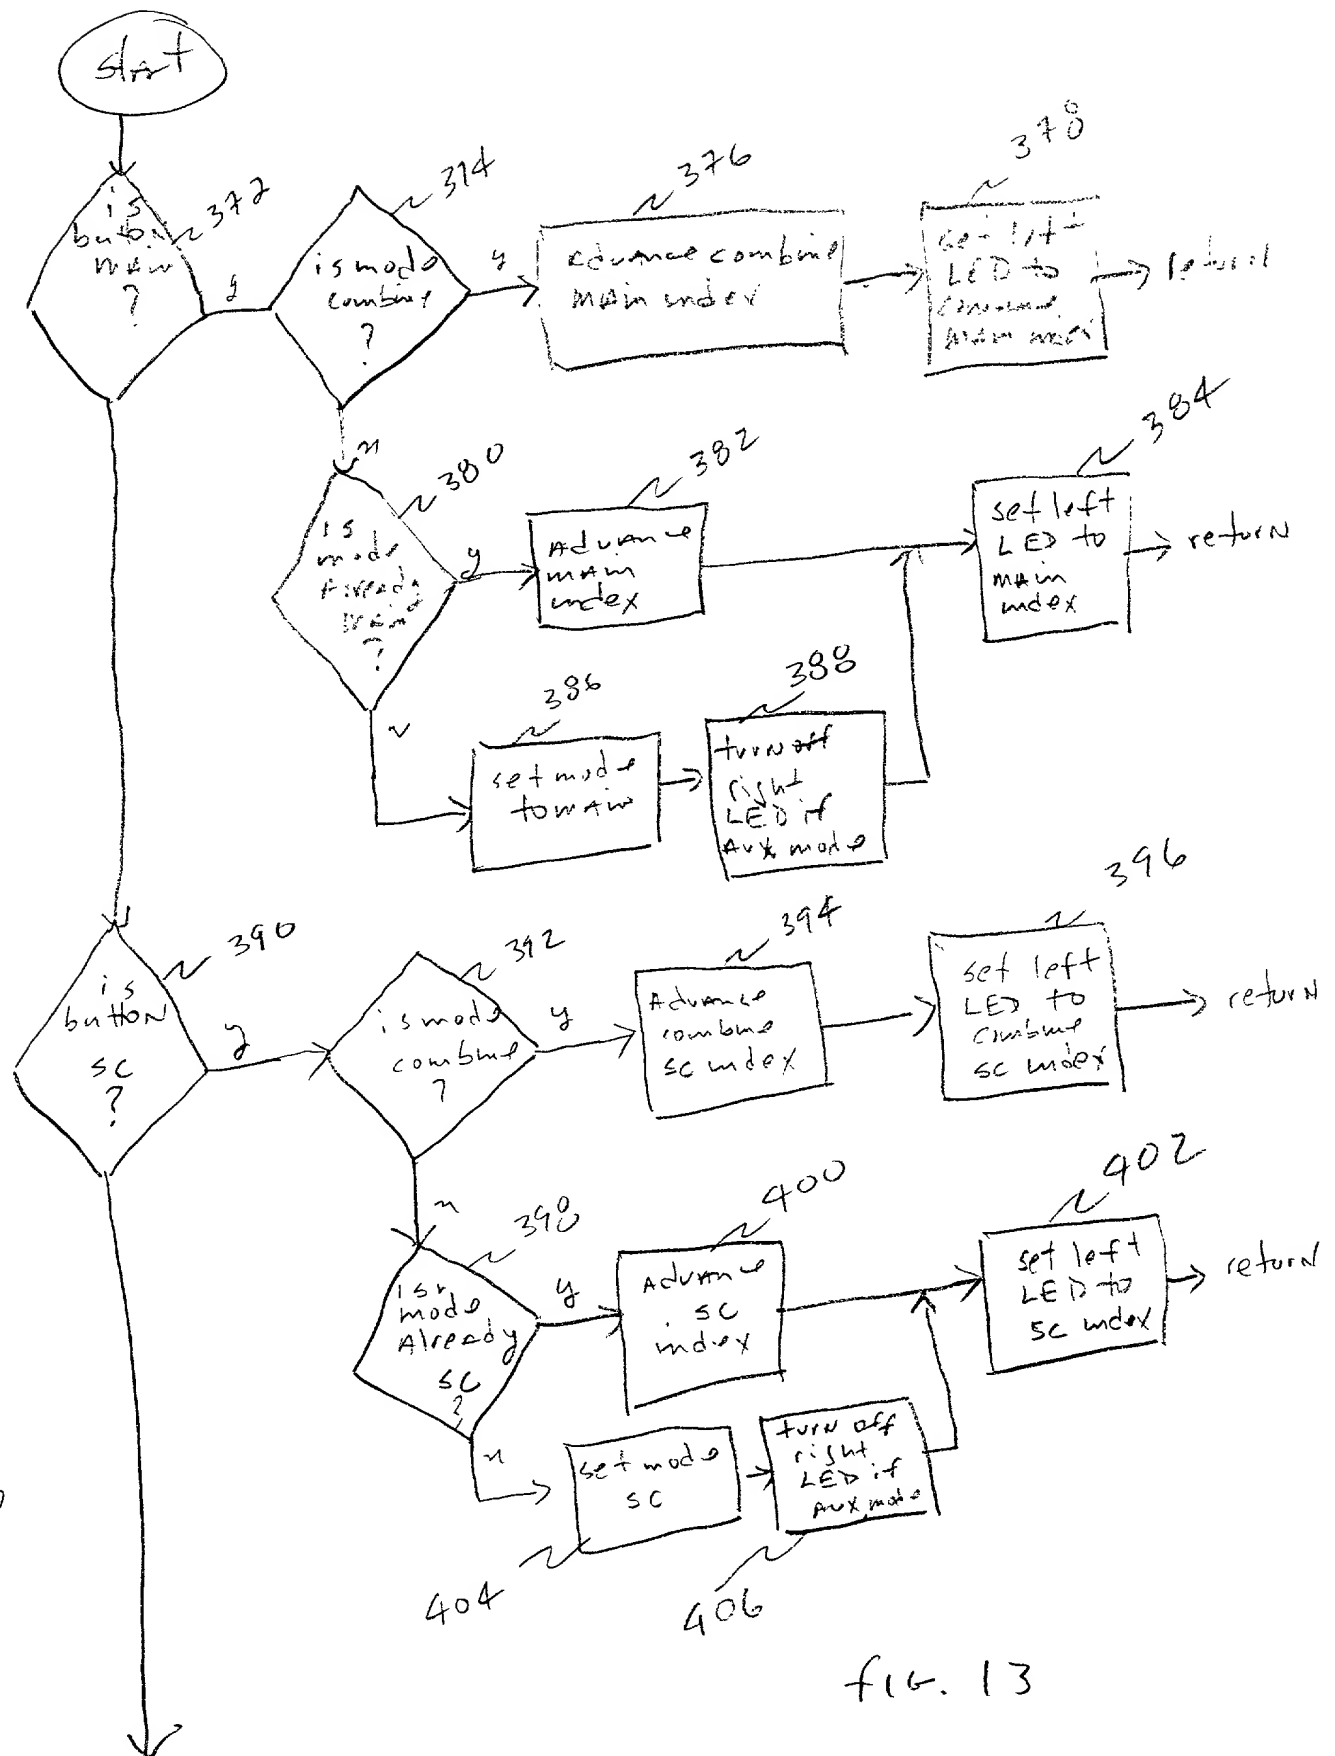 start
is
button
main
?
372
y
374
is mode
combine
?
y
376
Advance combine
main index
378
set left
LED to
combine
main index
return
n
380
is
mode
Already
main
?
y
382
Advance
main
index
384
set left
LED to
main
index
return
n
386
set mode
to main
388
turn off
right
LED if
Aux mode
390
is
button
SC
?
y
392
is mode
combine
?
y
394
Advance
combine
SC index
396
set left
LED to
combine
SC index
return
n
398
is
mode
Already
SC
?
y
400
Advance
SC
index
402
set left
LED to
SC index
return
n
set mode
SC
404
turn off
right
LED if
Aux mode
406
fig. 13